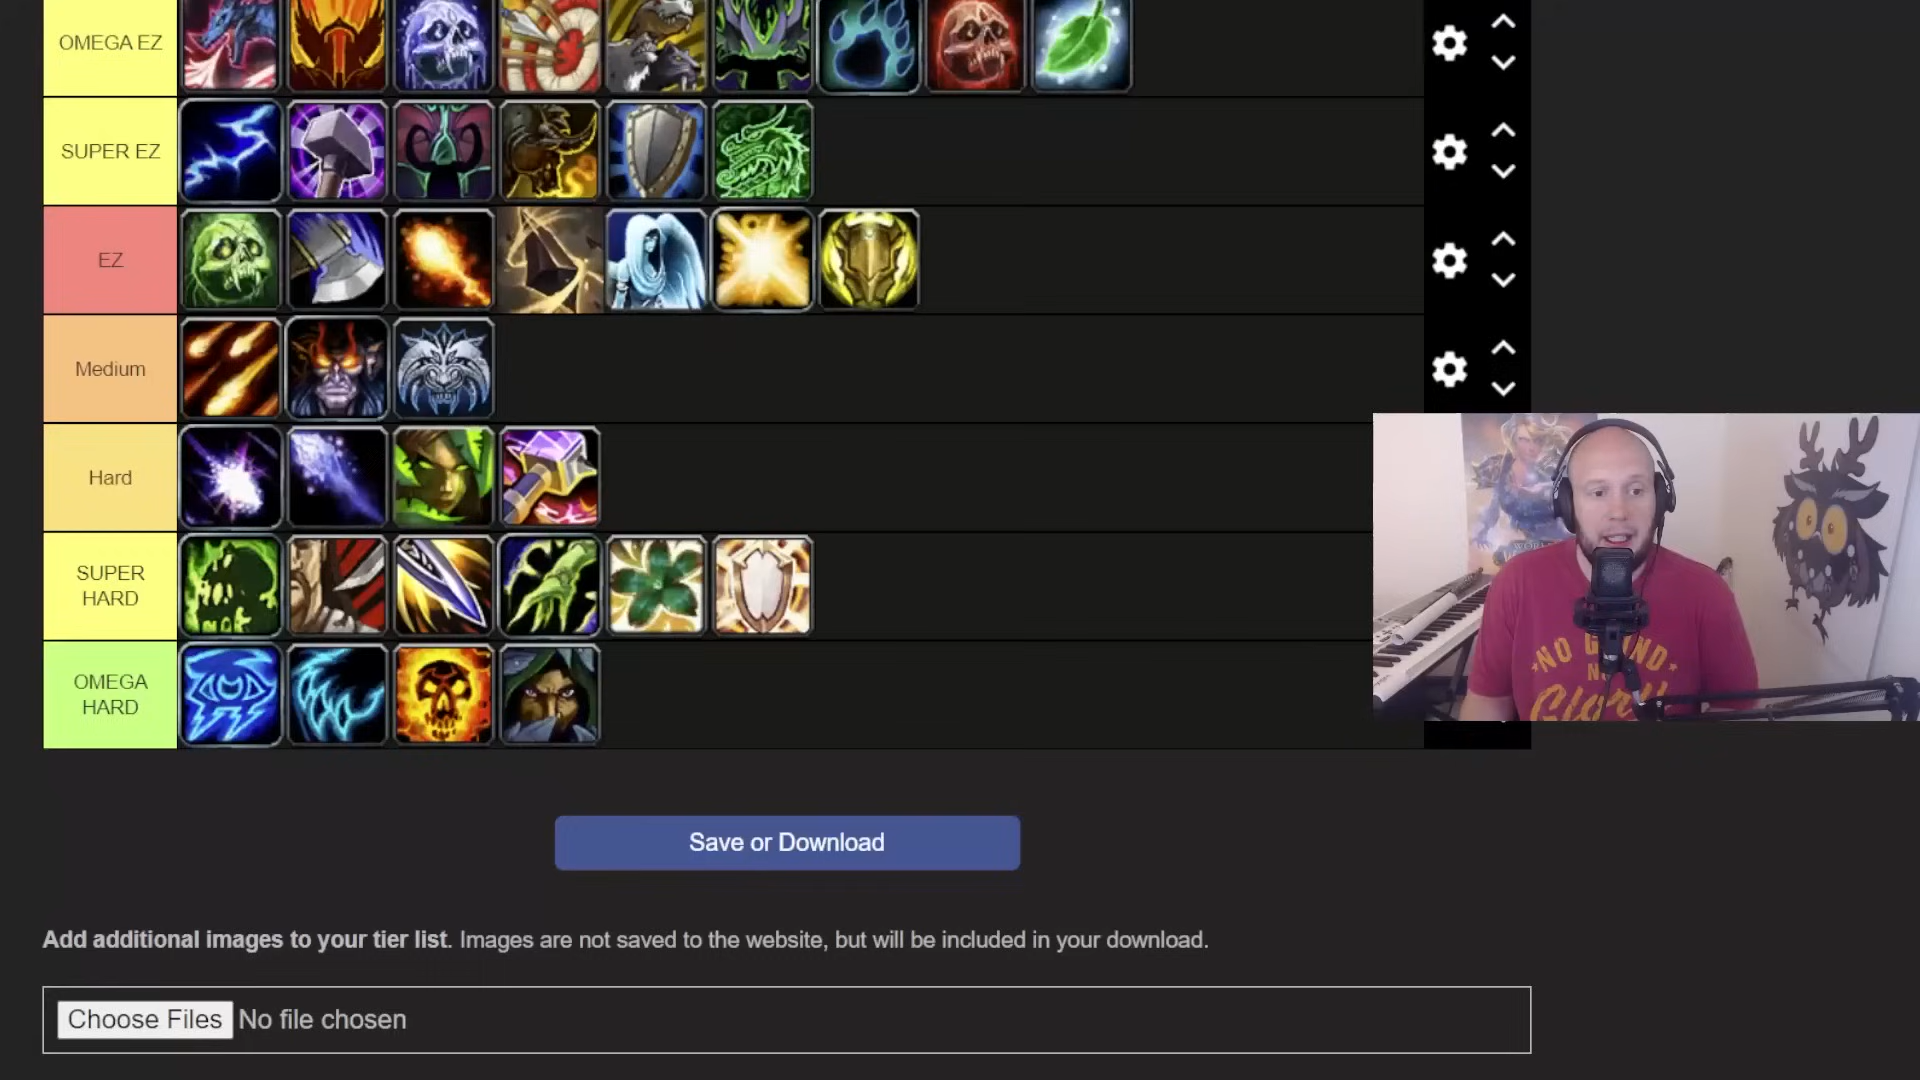 OMEGA EZ
SUPER EZ
EZ
Medium
Hard
SUPER
HARD
OMEGA
HARD
NO G
ND
Save or Download
Add additional images to your tier list. Images are not saved to the website, but will be included in your download.
Choose Files No file chosen